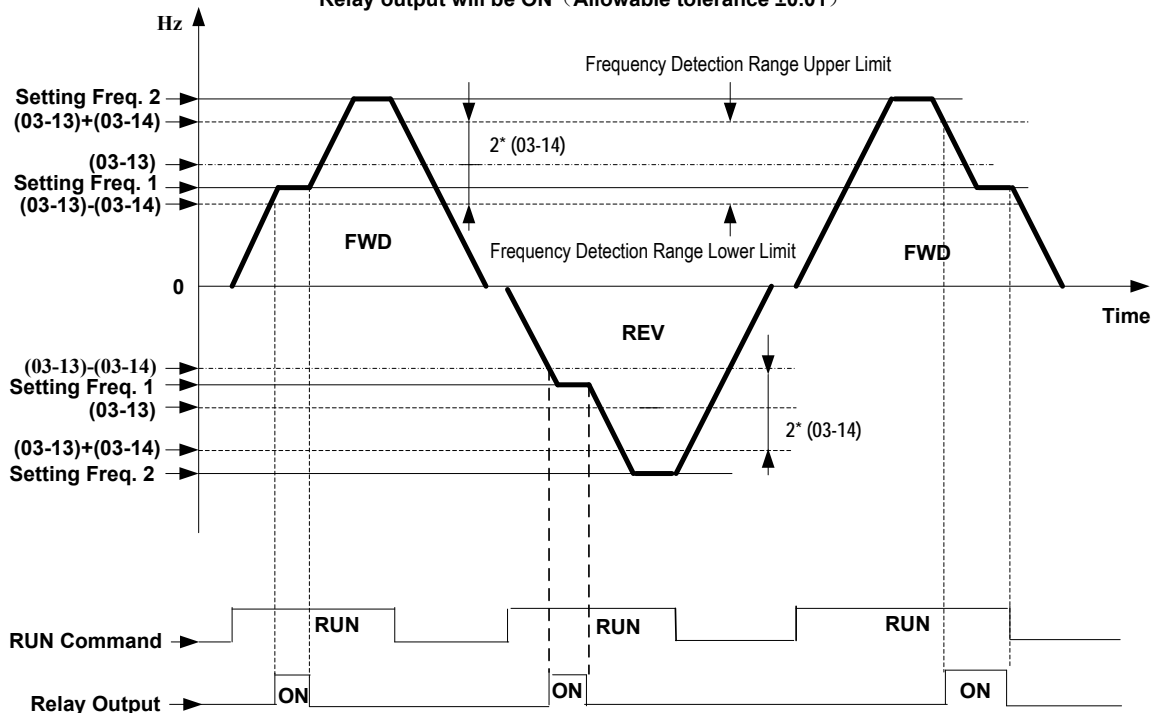 Relay output will be ON（Allowable tolerance ±0.01）
Hz
Frequency Detection Range Upper Limit
Setting Freq. 2
(03-13)+(03-14)
2* (03-14)
(03-13)
Setting Freq. 1
(03-13)-(03-14)
FWD
Frequency Detection Range Lower Limit
FWD
0
Time
REV
(03-13)-(03-14)
Setting Freq. 1
(03-13)
2* (03-14)
(03-13)+(03-14)
Setting Freq. 2
RUN Command
RUN
RUN
RUN
Relay Output
ON
ON
ON